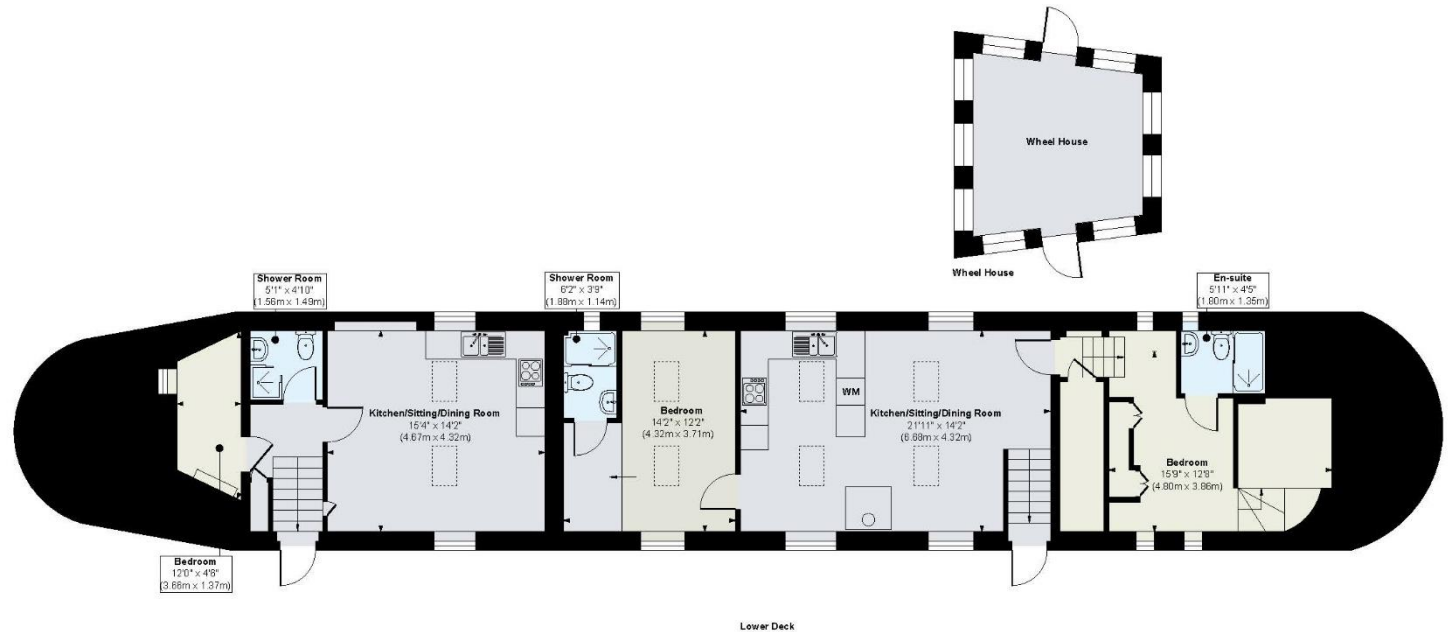 Wheel House
Wheel House
Shower Room
5'1" x 4'10"
(1.56m x 1.49m)
Shower Room
6'2" x 3'9"
(1.88m x 1.14m)
En-suite
5'11" x 4'5"
(1.80m x 1.35m)
Kitchen/Sitting/Dining Room
15'4" x 14'2"
(4.67m x 4.32m)
Bedroom
14'2" x 12'2"
(4.32m x 3.71m)
WM
Kitchen/Sitting/Dining Room
21'11" x 14'2"
(6.68m x 4.32m)
Bedroom
15'9" x 12'8"
(4.80m x 3.86m)
Bedroom
12'0" x 4'6"
(3.66m x 1.37m)
Lower Deck